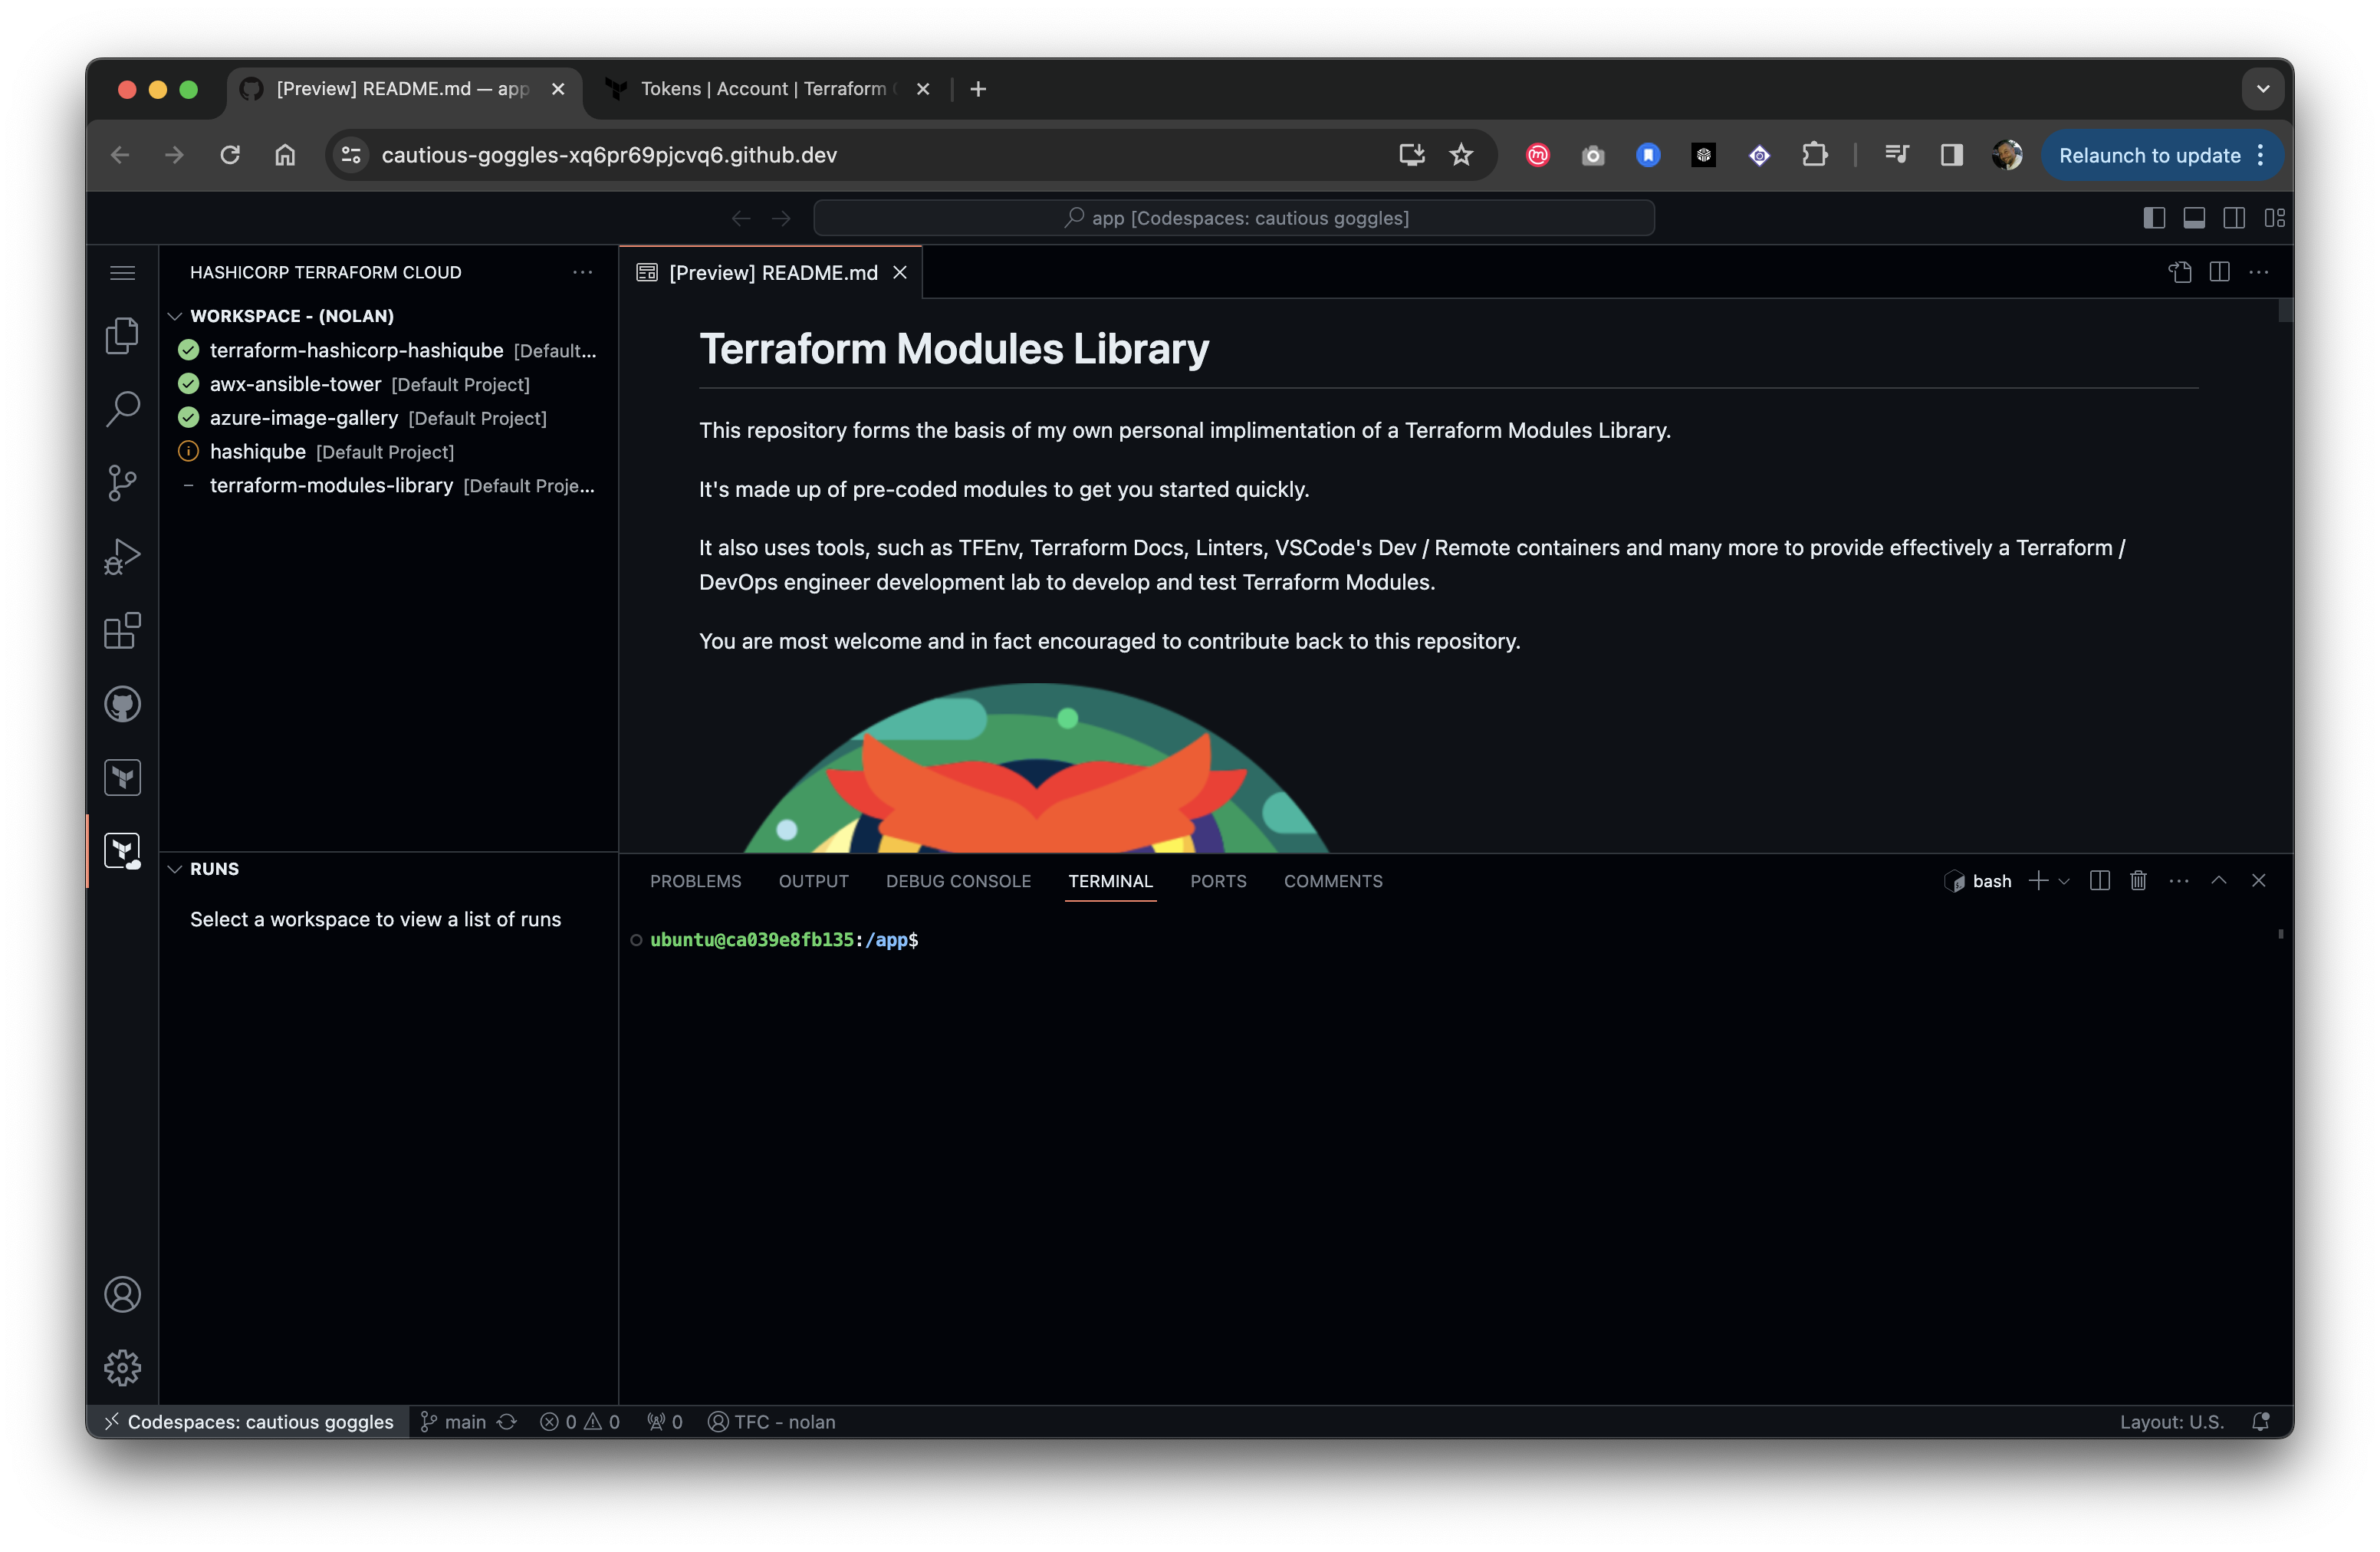 [Preview] README.md — app
Tokens | Account | Terraform
cautious-goggles-xq6pr69pjcvq6.github.dev
Relaunch to update
app [Codespaces: cautious goggles]
HASHICORP TERRAFORM CLOUD
WORKSPACE - (NOLAN)
terraform-hashicorp-hashiqube [Default...
awx-ansible-tower [Default Project]
azure-image-gallery [Default Project]
hashiqube [Default Project]
terraform-modules-library [Default Proje...
RUNS
Select a workspace to view a list of runs
[Preview] README.md
Terraform Modules Library
This repository forms the basis of my own personal implimentation of a Terraform Modules Library.
It's made up of pre-coded modules to get you started quickly.
It also uses tools, such as TFEnv, Terraform Docs, Linters, VSCode's Dev / Remote containers and many more to provide effectively a Terraform /
DevOps engineer development lab to develop and test Terraform Modules.
You are most welcome and in fact encouraged to contribute back to this repository.
PROBLEMS OUTPUT DEBUG CONSOLE TERMINAL PORTS COMMENTS
bash
ubuntu@ca039e8fb135:/app$
Codespaces: cautious goggles main 0 0 0 TFC - nolan
Layout: U.S.